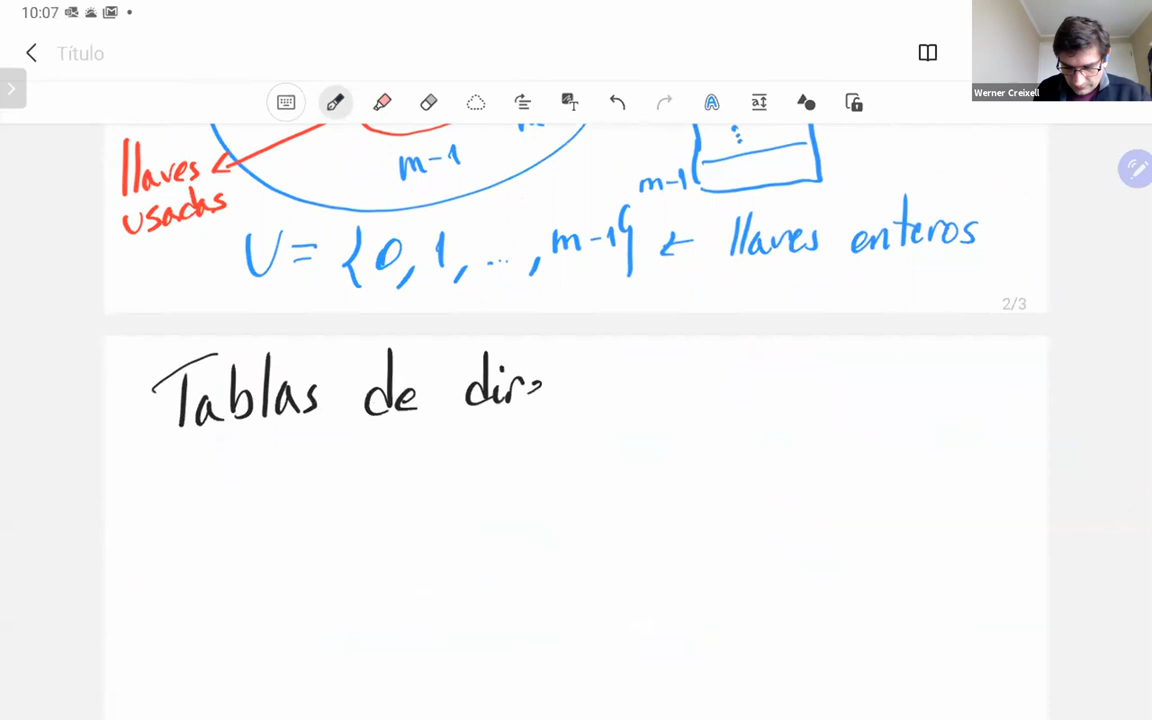 10:07
Título
Werner Creixell
llaves
usadas
m-1
m-1
U = {0, 1, ..., m-1} ← llaves enteros
2/3
Tablas de dir